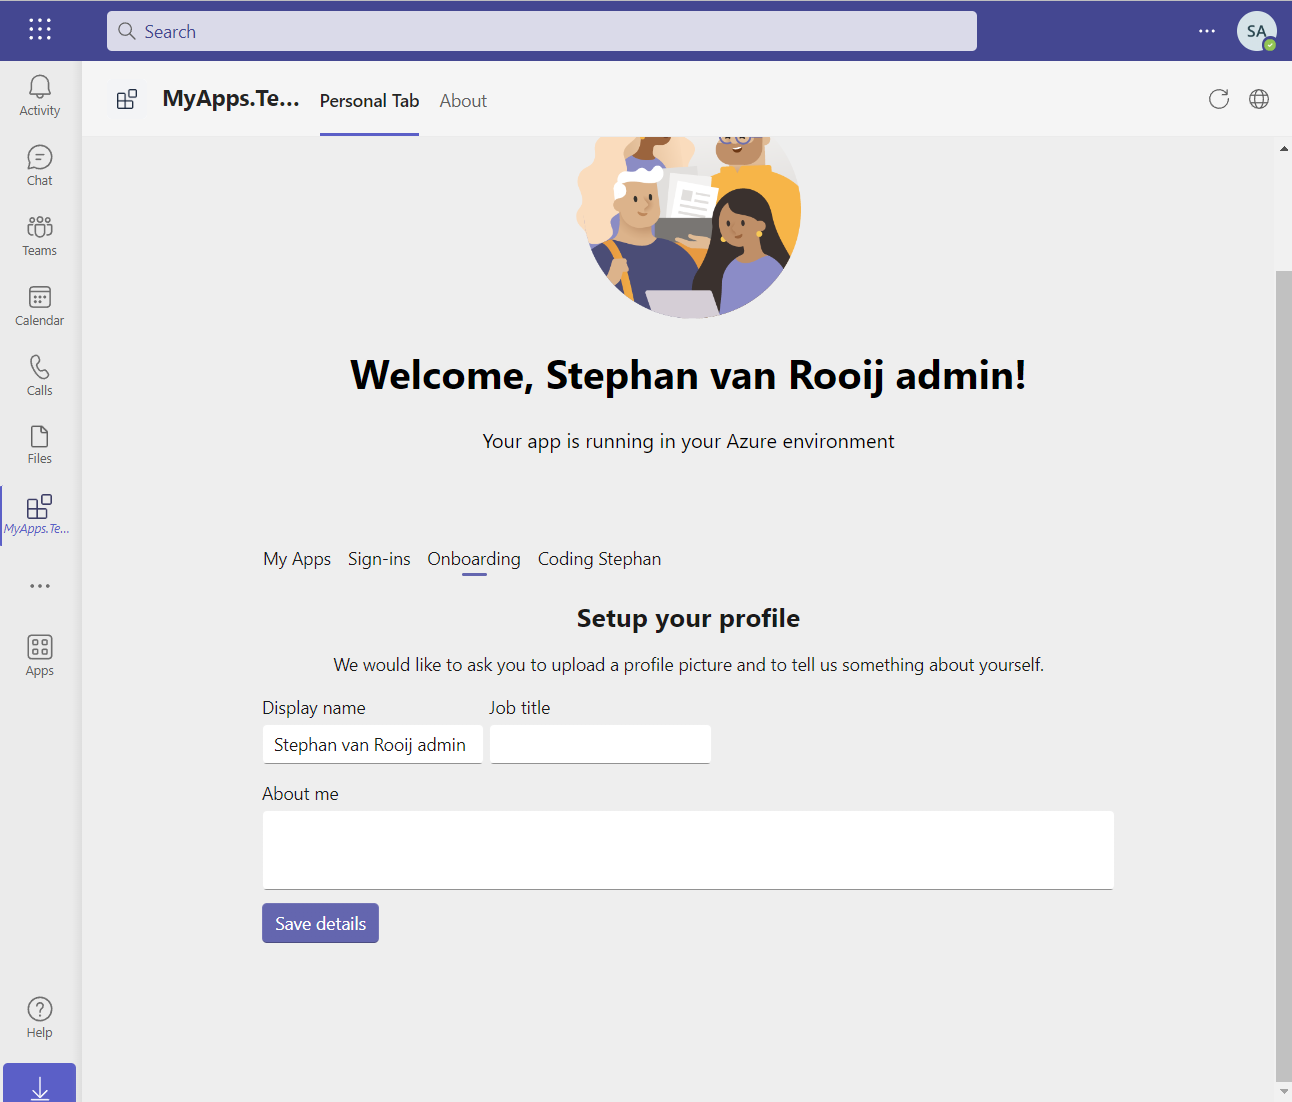 Search
SA
Activity
Chat
Teams
Calendar
Calls
Files
MyApps.Te...
Apps
Help
MyApps.Te...
Personal Tab
About
Welcome, Stephan van Rooij admin!
Your app is running in your Azure environment
My Apps
Sign-ins
Onboarding
Coding Stephan
Setup your profile
We would like to ask you to upload a profile picture and to tell us something about yourself.
Display name
Job title
Stephan van Rooij admin
About me
Save details